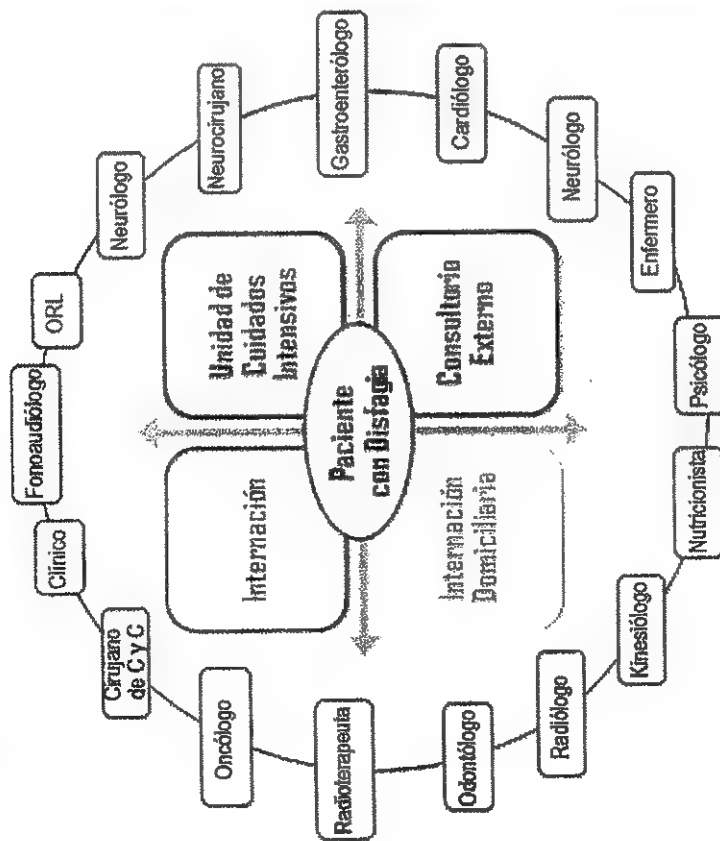 Fonoaudiólogo
ORL
Neurólogo
Neurocirujano
Gastroenterólogo
Cardiólogo
Neurólogo
Enfermero
Psicólogo
Nutricionista
Kinesiólogo
Radiólogo
Odontólogo
Radioterapeuta
Oncólogo
Cirujano
de C y C
Clínico
Internación
Unidad de
Cuidados
Intensivos
Paciente
con Disfagia
Internación
Domiciliaria
Consultorio
Externo